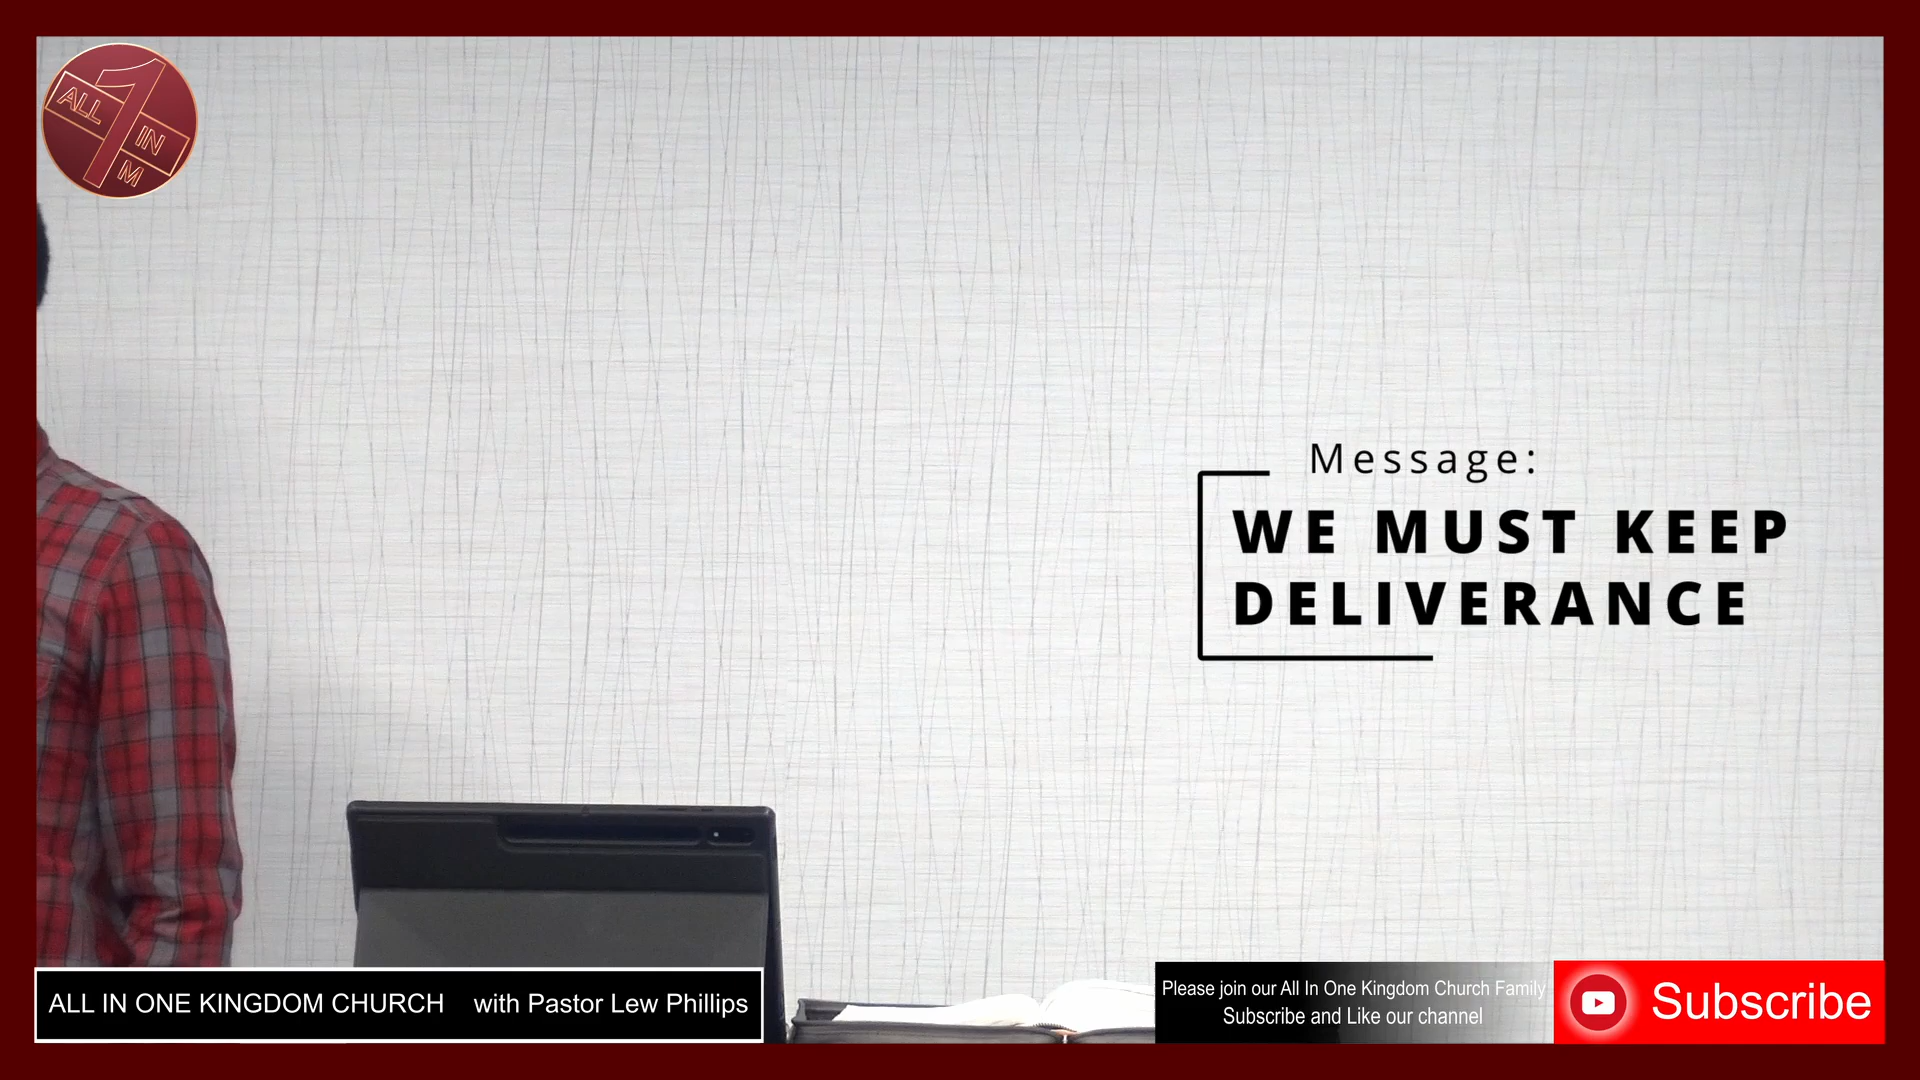 ALL
1
IN
M
Message:
WE MUST KEEP
DELIVERANCE
ALL IN ONE KINGDOM CHURCH with Pastor Lew Phillips
Please join our All In One Kingdom Church Family
Subscribe and Like our channel
Subscribe